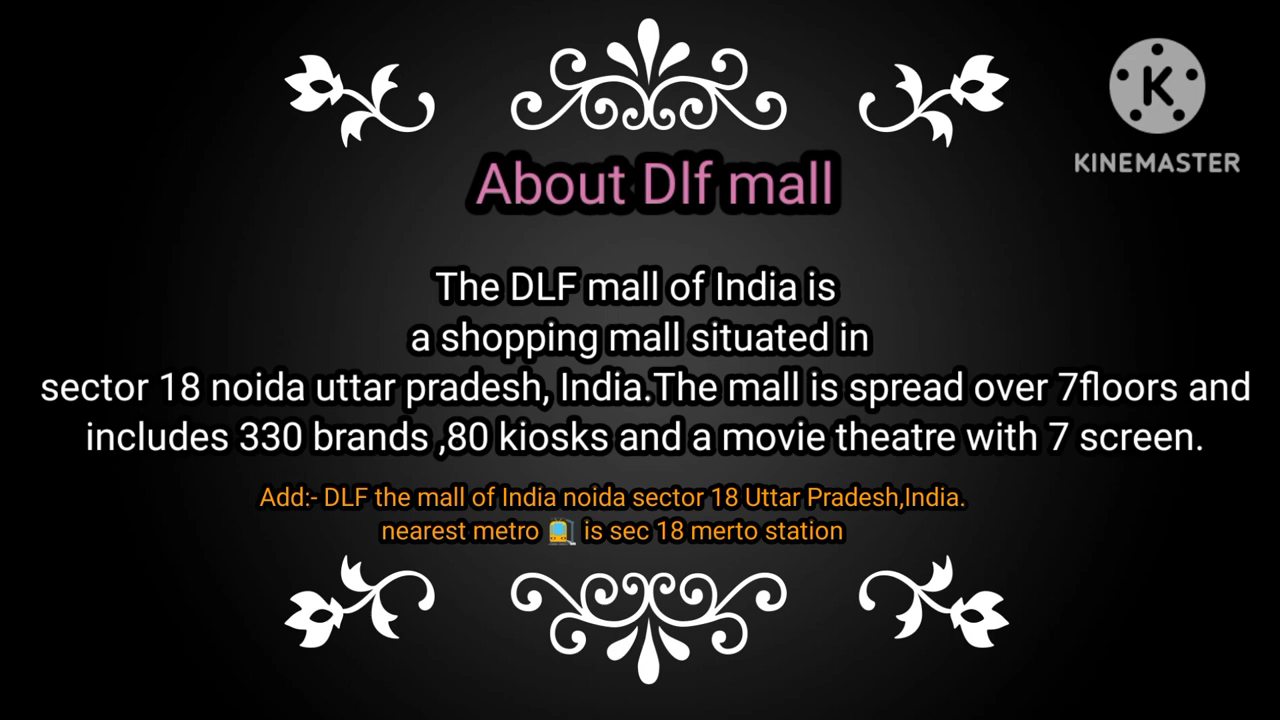 K
KINEMASTER
About Dlf mall
The DLF mall of India is
a shopping mall situated in
sector 18 noida uttar pradesh, India.The mall is spread over 7floors and
includes 330 brands ,80 kiosks and a movie theatre with 7 screen.
Add:- DLF the mall of India noida sector 18 Uttar Pradesh,India.
nearest metro 🚊 is sec 18 merto station